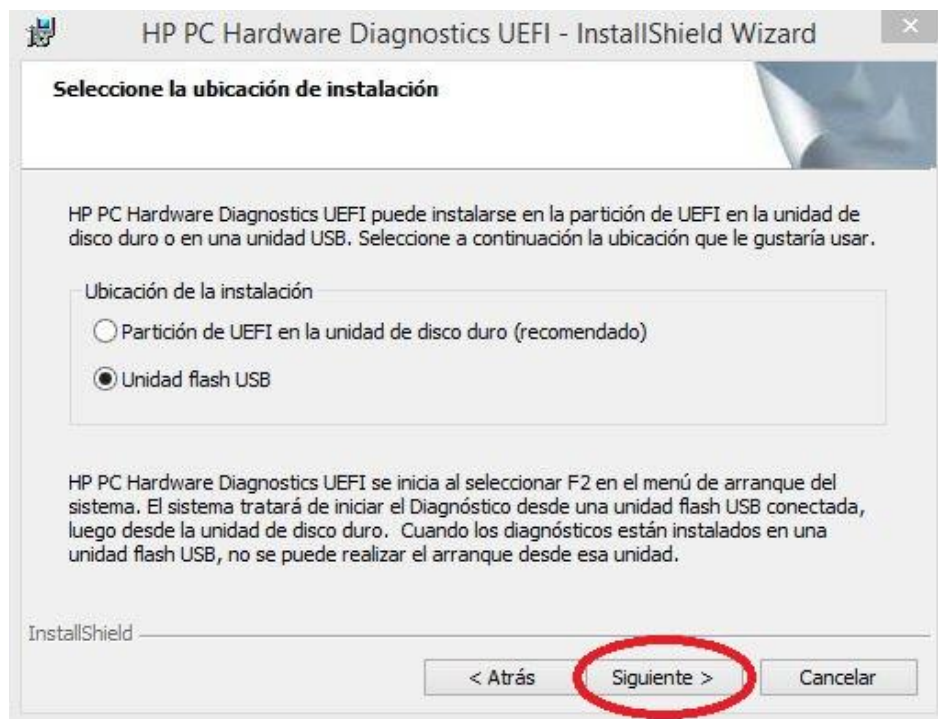 HP PC Hardware Diagnostics UEFI - InstallShield Wizard
Seleccione la ubicación de instalación
HP PC Hardware Diagnostics UEFI puede instalarse en la partición de UEFI en la unidad de
disco duro o en una unidad USB. Seleccione a continuación la ubicación que le gustaría usar.
Ubicación de la instalación
Partición de UEFI en la unidad de disco duro (recomendado)
Unidad flash USB
HP PC Hardware Diagnostics UEFI se inicia al seleccionar F2 en el menú de arranque del
sistema. El sistema tratará de iniciar el Diagnóstico desde una unidad flash USB conectada,
luego desde la unidad de disco duro. Cuando los diagnósticos están instalados en una
unidad flash USB, no se puede realizar el arranque desde esa unidad.
InstallShield
< Atrás Siguiente > Cancelar